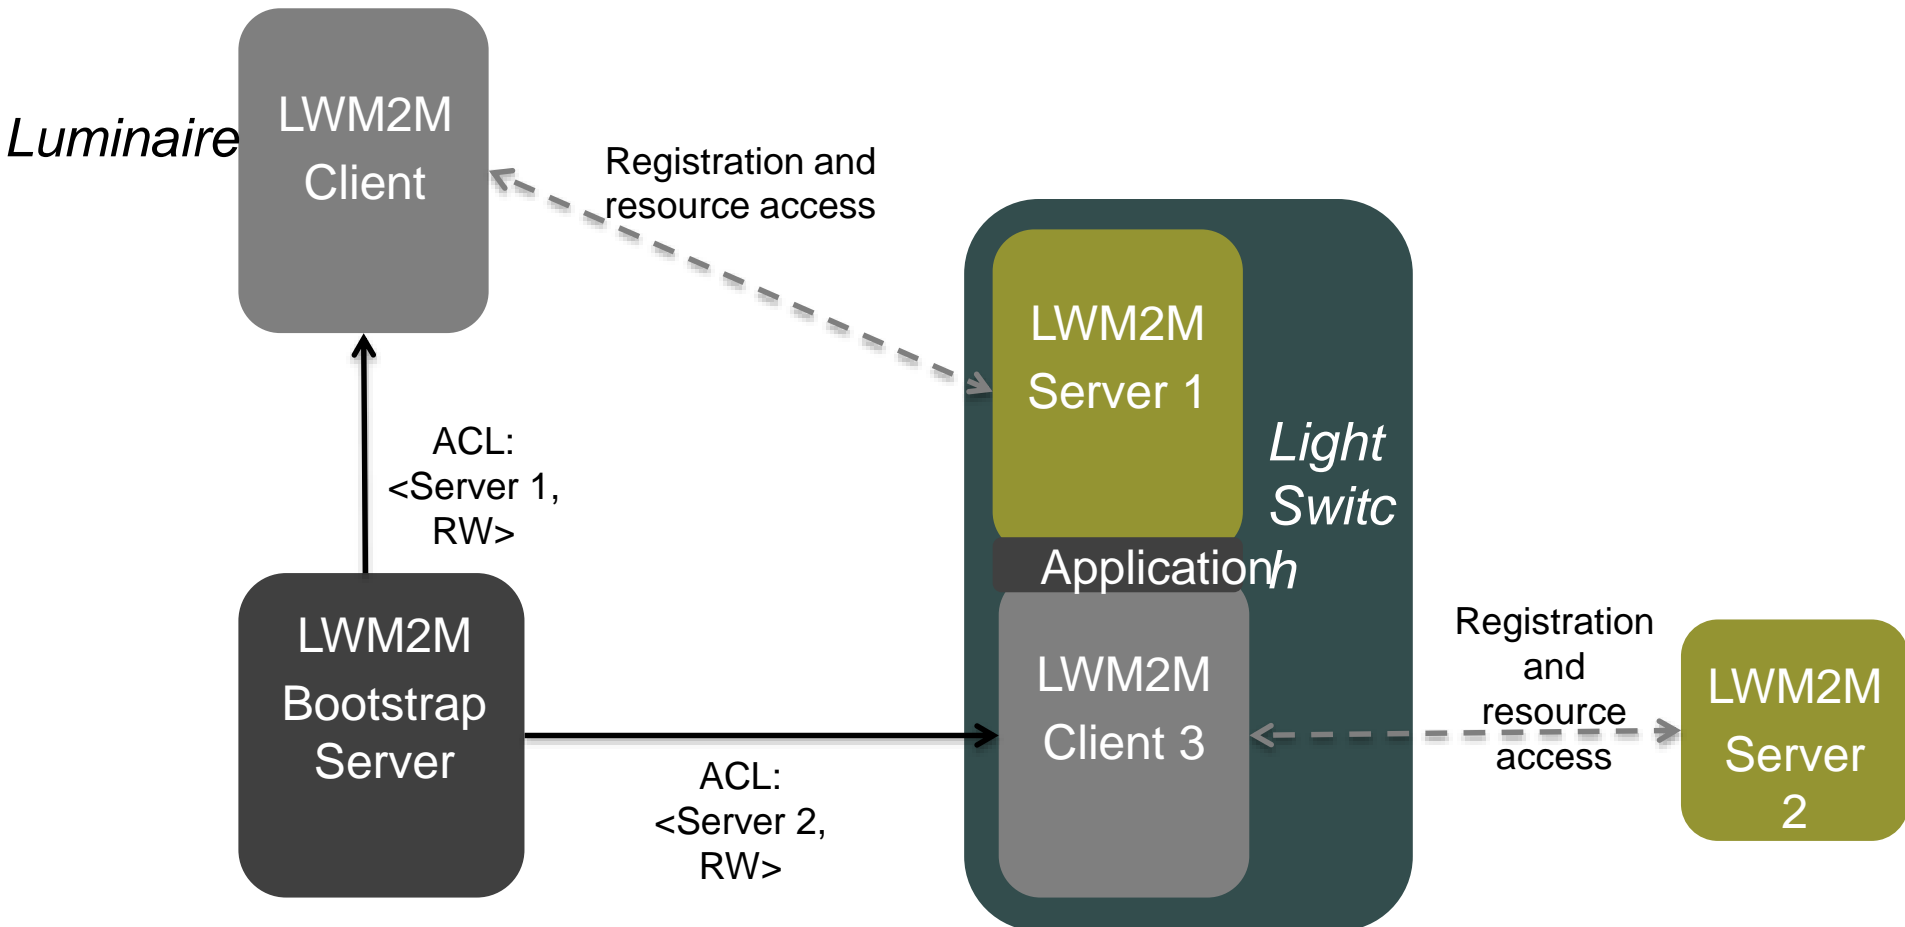 Luminaire
LWM2M
Client
Registration and
resource access
LWM2M
Server 1
Light
Switc
h
Application
ACL:
<Server 1,
RW>
LWM2M
Bootstrap
Server
ACL:
<Server 2,
RW>
LWM2M
Client 3
Registration
and
resource
access
LWM2M
Server
2